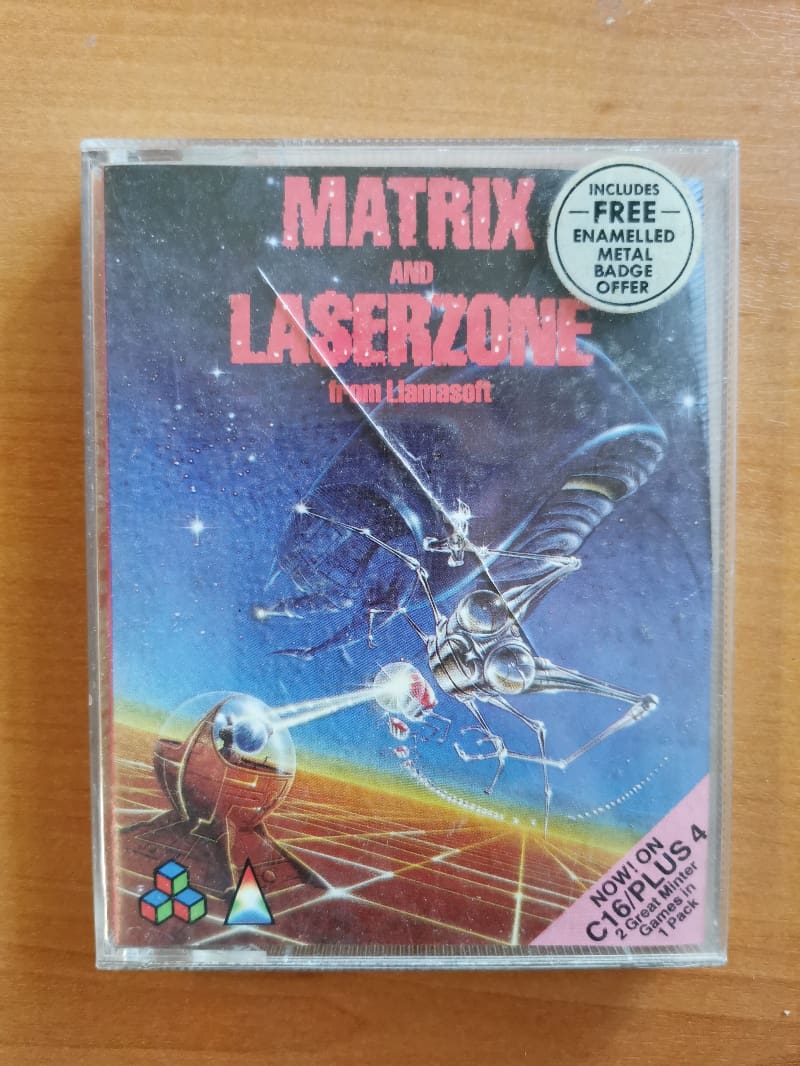 MATRIX
AND
LASERZONE
from Llamasoft
INCLUDES
FREE
ENAMELLED
METAL
BADGE
OFFER
NOW! ON
C16/PLUS 4
2 Great Minter
Games in
1 Pack